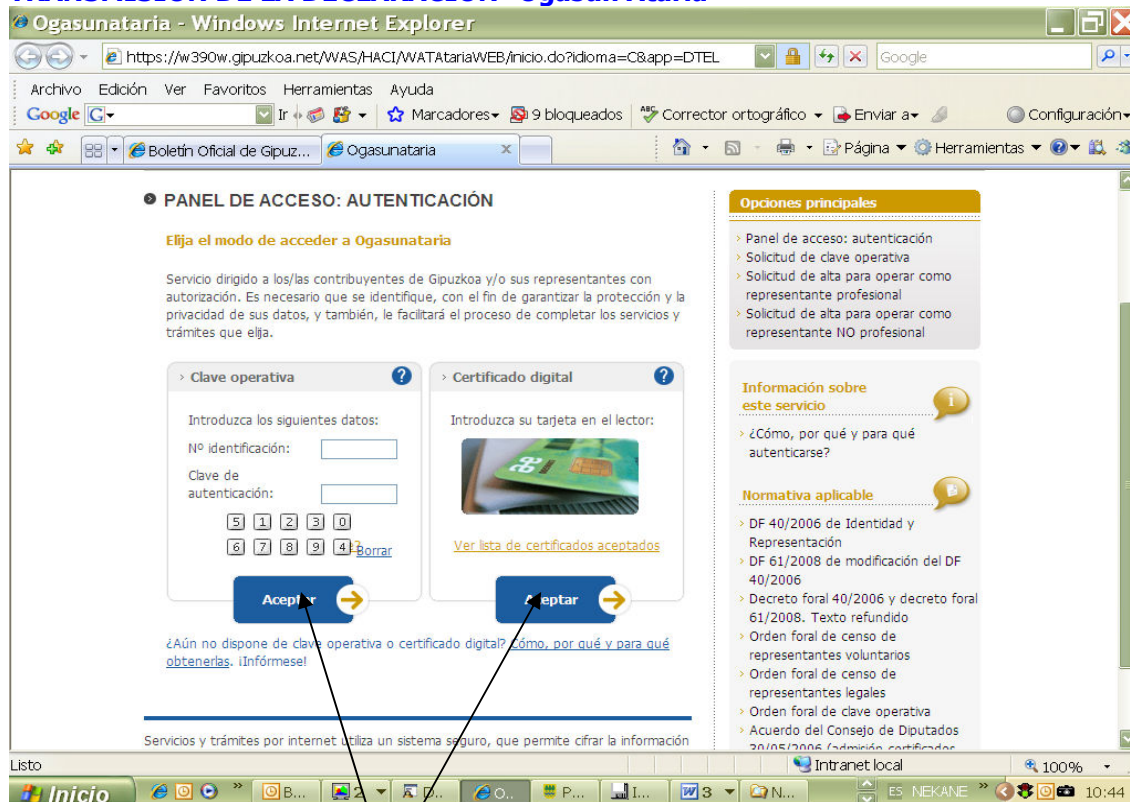 Ogasunataria - Windows Internet Explorer
https://w390w.gipuzkoa.net/WAS/HACI/WATAtariaWEB/inicio.do?idioma=C&app=DTEL
Google
Archivo Edición Ver Favoritos Herramientas Ayuda
Google G Ir Marcadores 9 bloqueados Corrector ortográfico Enviar a Configuración
Boletín Oficial de Gipuz... Ogasunataria x Página Herramientas
PANEL DE ACCESO: AUTENTICACIÓN
Elija el modo de acceder a Ogasunataria
Servicio dirigido a los/las contribuyentes de Gipuzkoa y/o sus representantes con
autorización. Es necesario que se identifique, con el fin de garantizar la protección y la
privacidad de sus datos, y también, le facilitará el proceso de completar los servicios y
trámites que elija.
Clave operativa ?
Introduzca los siguientes datos:
Nº identificación:
Clave de
autenticación:
5 1 2 3 0
6 7 8 9 4 Borrar
Aceptar
Certificado digital ?
Introduzca su tarjeta en el lector:
Ver lista de certificados aceptados
Aceptar
¿Aún no dispone de clave operativa o certificado digital? Cómo, por qué y para qué
obtenerlas. ¡Infórmese!
Servicios y trámites por internet utiliza un sistema seguro, que permite cifrar la información
Opciones principales
Panel de acceso: autenticación
Solicitud de clave operativa
Solicitud de alta para operar como
representante profesional
Solicitud de alta para operar como
representante NO profesional
Información sobre
este servicio
¿Cómo, por qué y para qué
autenticarse?
Normativa aplicable
DF 40/2006 de Identidad y
Representación
DF 61/2008 de modificación del DF
40/2006
Decreto foral 40/2006 y decreto foral
61/2008. Texto refundido
Orden foral de censo de
representantes voluntarios
Orden foral de censo de
representantes legales
Orden foral de clave operativa
Acuerdo del Consejo de Diputados
30/05/2006 (admisión certificados
Listo Intranet local 100%
Inicio B... 2 D... O... P... I... 3 N... ES NEKANE 10:44